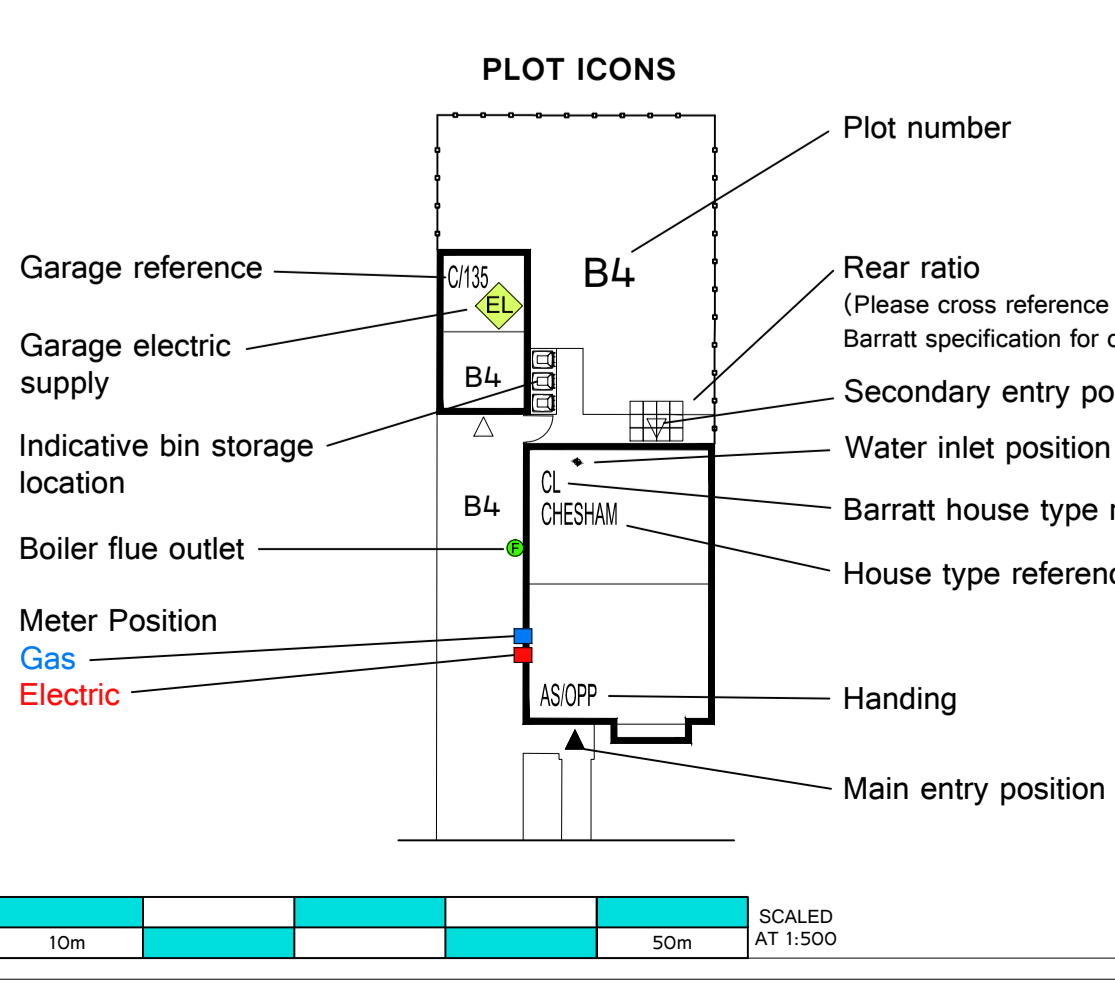 PLOT ICONS
Plot number
Garage reference
C/135
B4
Rear ratio
(Please cross reference
Barratt specification for
EL
Garage electric
supply
B4
Secondary entry
Indicative bin storage
location
Water inlet position
CL
Barratt house type
B4
CHESHAM
Boiler flue outlet
F
House type
Meter Position
Gas
Electric
AS/OPP
Handing
Main entry position
10m
50m
SCALED
AT 1:500